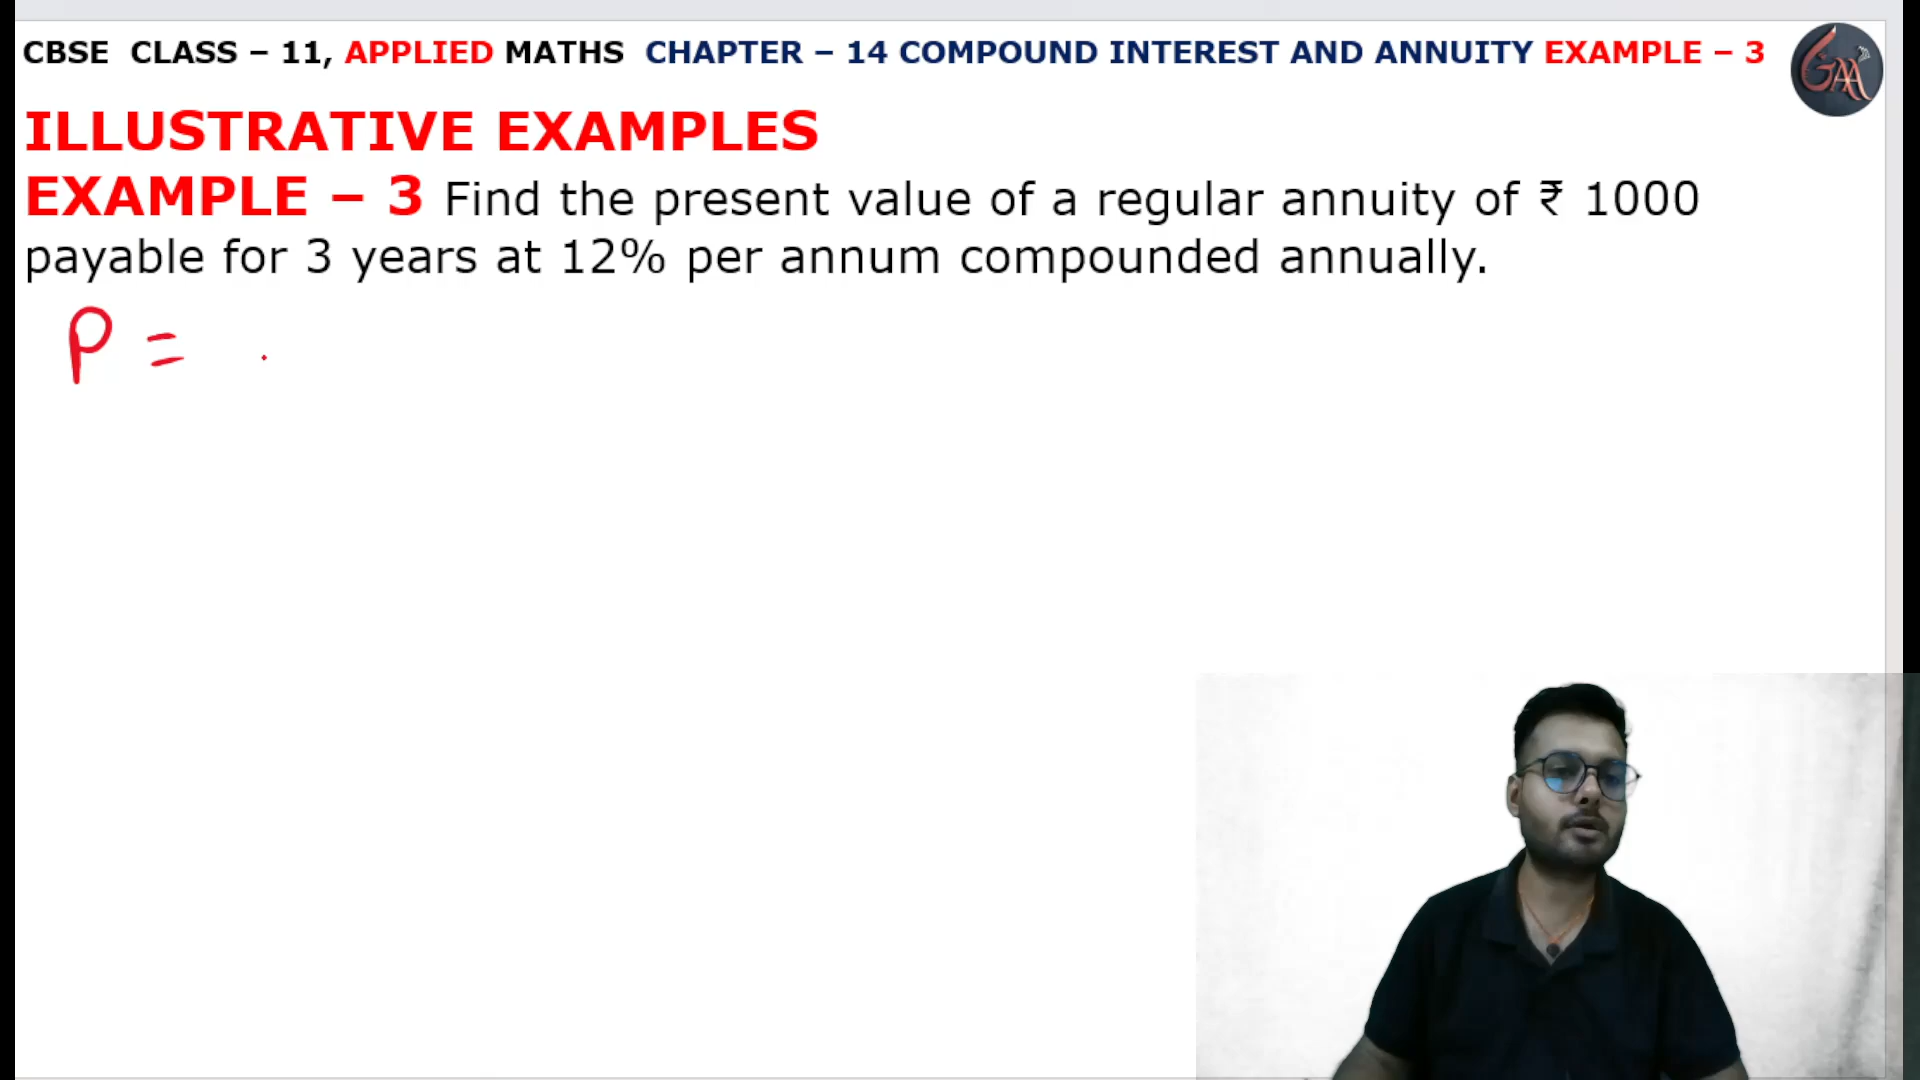 CBSE CLASS – 11, APPLIED MATHS CHAPTER – 14 COMPOUND INTEREST AND ANNUITY EXAMPLE – 3
GAA
ILLUSTRATIVE EXAMPLES
EXAMPLE – 3 Find the present value of a regular annuity of ₹ 1000
payable for 3 years at 12% per annum compounded annually.
P =